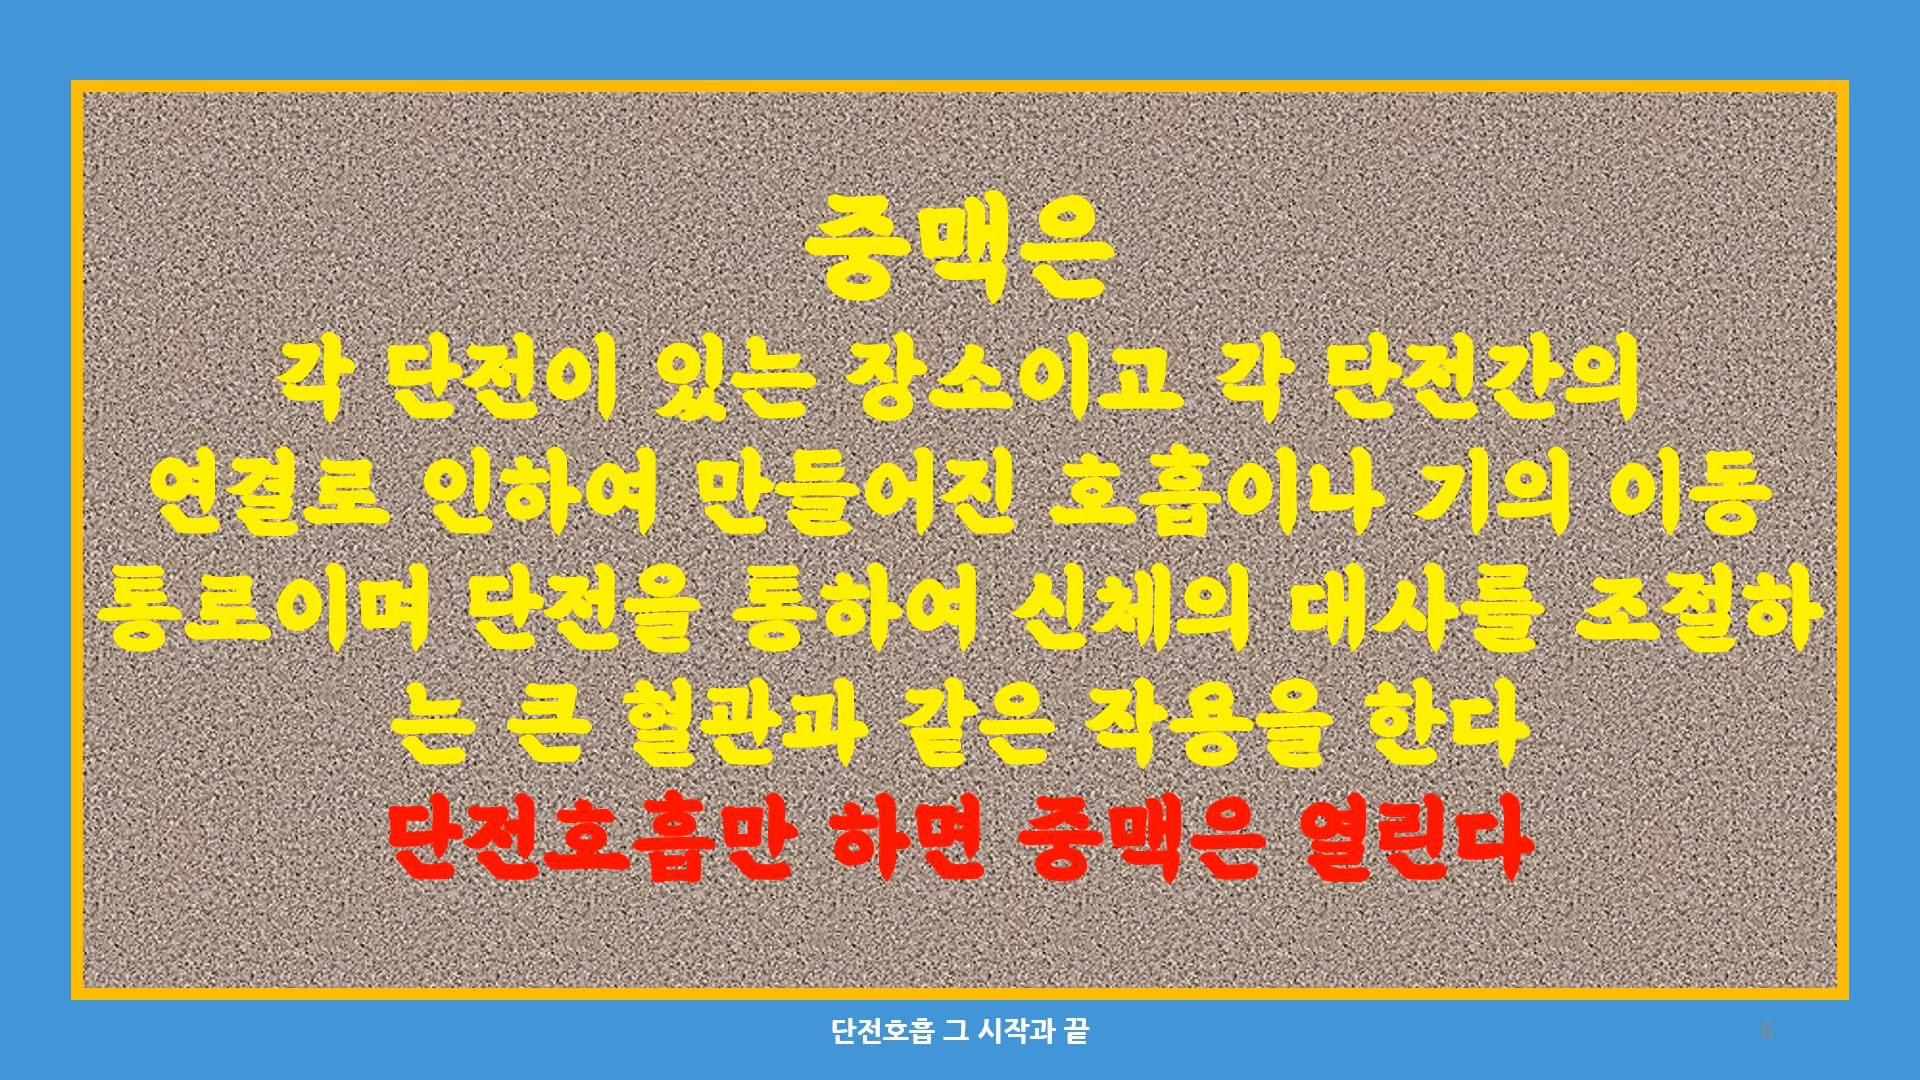 중맥은
각 단전이 있는 장소이고 각 단전간의
연결로 인하여 만들어진 호흡이나 기의 이동
통로이며 단전을 통하여 신체의 대사를 조절하
는 큰 혈관과 같은 작용을 한다
단전호흡만 하면 중맥은 열린다
단전호흡 그 시작과 끝
6